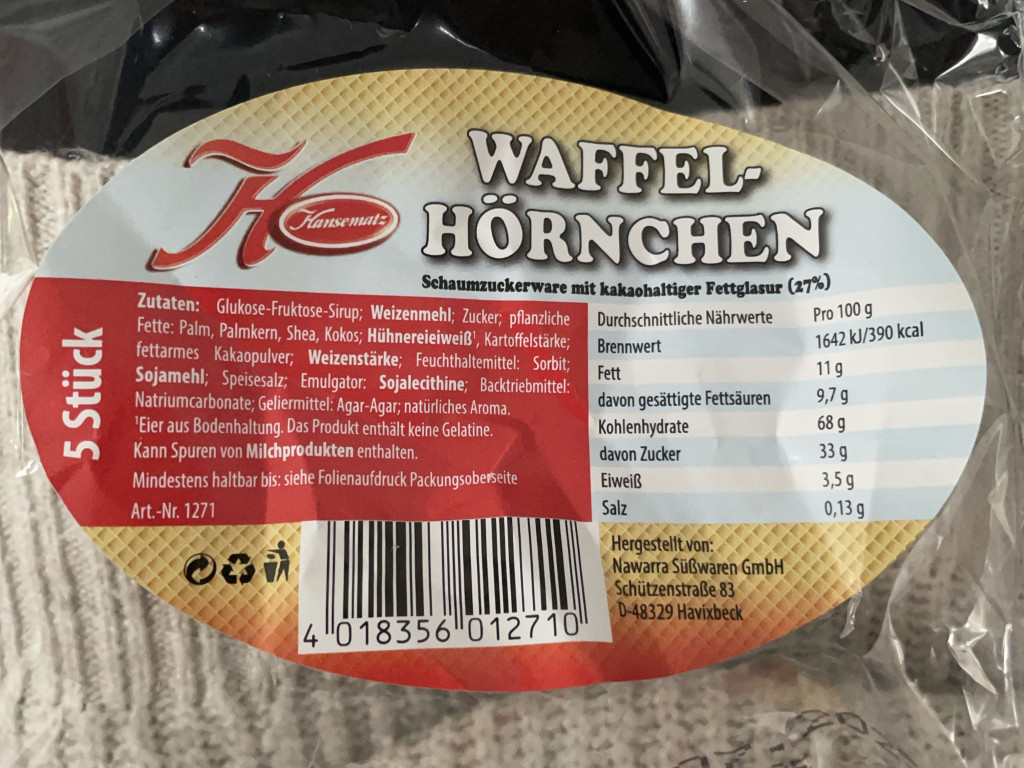 Hansematz
WAFFEL-
HÖRNCHEN
Schaumzuckerware mit kakaohaltiger Fettglasur (27%)
5 Stück
Zutaten: Glukose-Fruktose-Sirup; Weizenmehl; Zucker; pflanzliche
Fette: Palm, Palmkern, Shea, Kokos; Hühnereieiweiß¹, Kartoffelstärke;
fettarmes Kakaopulver; Weizenstärke; Feuchthaltemittel: Sorbit;
Sojamehl; Speisesalz; Emulgator: Sojalecithine; Backtriebmittel:
Natriumcarbonate; Geliermittel: Agar-Agar; natürliches Aroma.
¹Eier aus Bodenhaltung. Das Produkt enthält keine Gelatine.
Kann Spuren von Milchprodukten enthalten.
Mindestens haltbar bis: siehe Folienaufdruck Packungsoberseite
Art.-Nr. 1271
Durchschnittliche Nährwerte Pro 100 g
Brennwert 1642 kJ/390 kcal
Fett 11 g
davon gesättigte Fettsäuren 9,7 g
Kohlenhydrate 68 g
davon Zucker 33 g
Eiweiß 3,5 g
Salz 0,13 g
Hergestellt von:
Nawarra Süßwaren GmbH
Schützenstraße 83
D-48329 Havixbeck
4 018356 012710